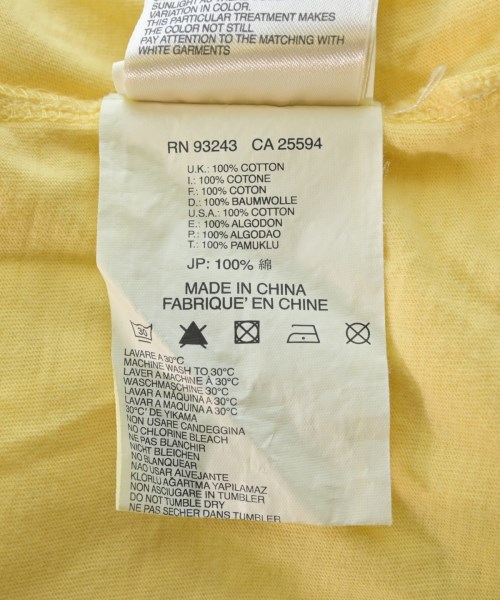 VARIATION IN COLOR.
THIS PARTICULAR TREATMENT MAKES
THE COLOR NOT STILL
PAY ATTENTION TO THE MATCHING WITH
WHITE GARMENTS
RN 93243 CA 25594
U.K.: 100% COTTON
I.: 100% COTONE
F.: 100% COTON
D.: 100% BAUMWOLLE
U.S.A.: 100% COTTON
E.: 100% ALGODON
P.: 100% ALGODAO
T.: 100% PAMUKLU
JP: 100% 綿
MADE IN CHINA
FABRIQUE' EN CHINE
30
LAVARE A 30°C
MACHINE WASH TO 30°C
LAVER A MACHINE À 30°C
WASCHMASCHINE 30°C
LAVAR A MÁQUINA A 30°C
LAVAR A MAQUINA A 30°C
30°C' DE YIKAMA
NON USARE CANDEGGINA
NO CHLORINE BLEACH
NE PAS BLANCHIR
NICHT BLEICHEN
NO BLANQUEAR
NAO USAR ALVEJANTE
KLORLU AGARTMA YAPILAMAZ
NON ASCIUGARE IN TUMBLER
DO NOT TUMBLE DRY
NE PAS SECHER DANS TUMBLER